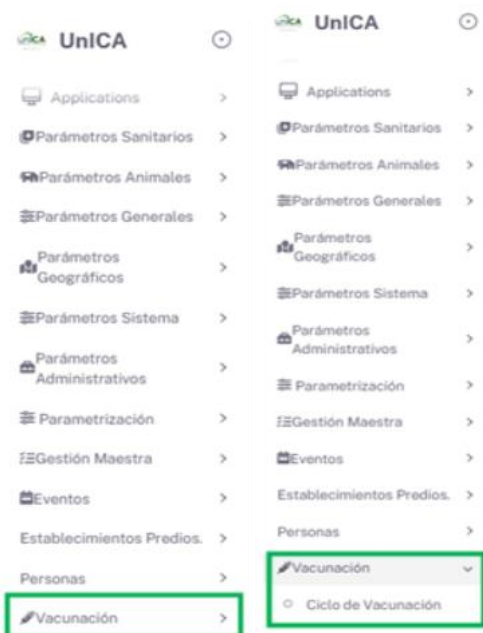 UnICA
Applications
Parámetros Sanitarios
Parámetros Animales
Parámetros Generales
Parámetros
Geográficos
Parámetros Sistema
Parámetros
Administrativos
Parametrización
Gestión Maestra
Eventos
Establecimientos Predios.
Personas
Vacunación
UnICA
Applications
Parámetros Sanitarios
Parámetros Animales
Parámetros Generales
Parámetros
Geográficos
Parámetros Sistema
Parámetros
Administrativos
Parametrización
Gestión Maestra
Eventos
Establecimientos Predios.
Personas
Vacunación
Ciclo de Vacunación